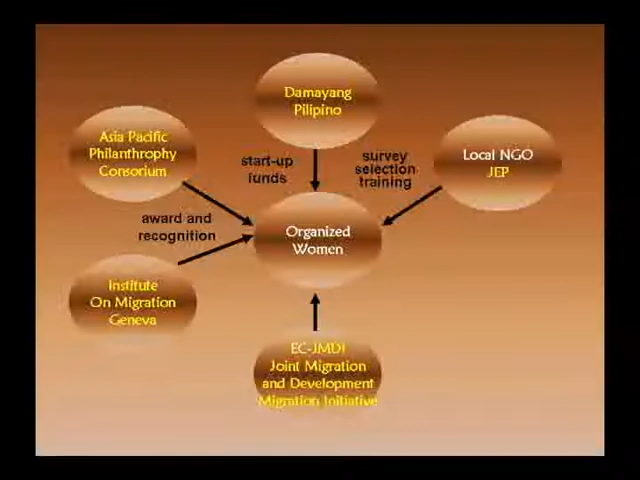 Damayang
Pilipino
Asia Pacific
Philanthrophy
Consorium
start-up
funds
survey
selection
training
Local NGO
JEP
award and
recognition
Organized
Women
Institute
On Migration
Geneva
EC-JMDI
Joint Migration
and Development
Migration Initiative